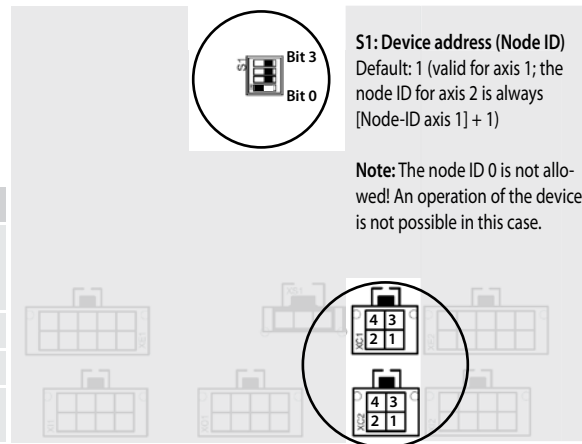 S1
Bit 3
Bit 0
S1: Device address (Node ID)
Default: 1 (valid for axis 1; the
node ID for axis 2 is always
[Node-ID axis 1] + 1)
Note: The node ID 0 is not allo-
wed! An operation of the device
is not possible in this case.
XS1
4 3
2 1
XC1
4 3
2 1
XC2